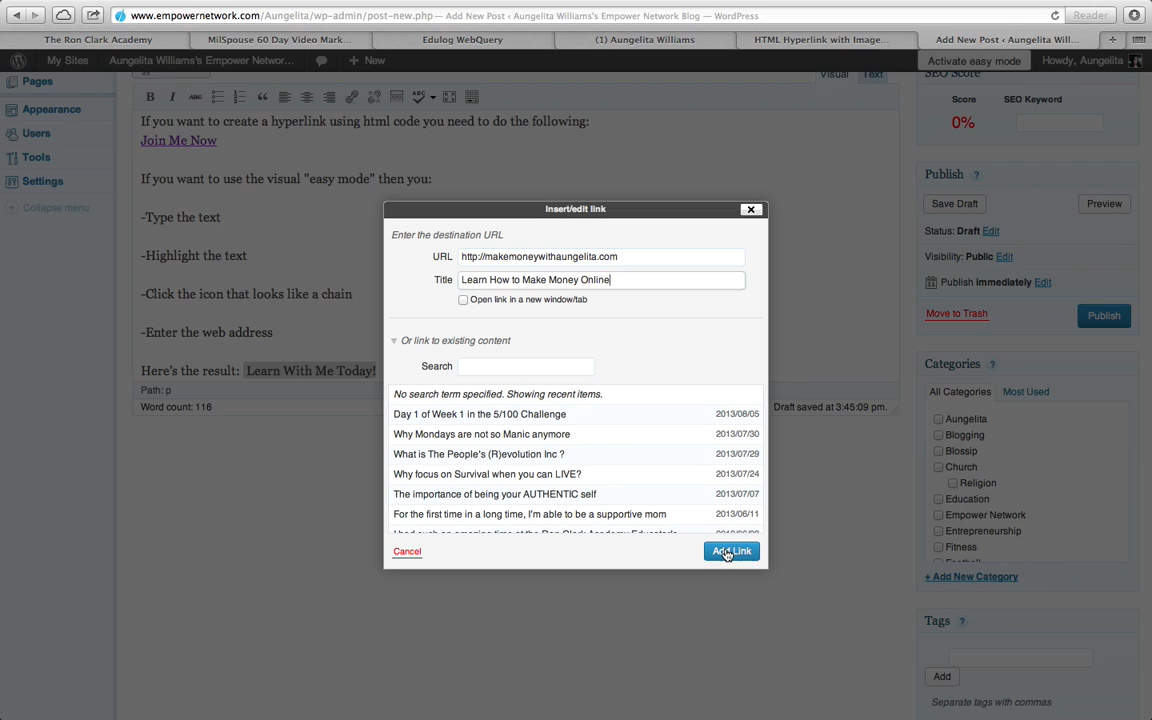 www.empowernetwork.com/Aungelita/wp-admin/post-new.php — Add New Post ‹ Aungelita Williams's Empower Network Blog — WordPress
Reader
The Ron Clark Academy
MilSpouse 60 Day Video Mark...
Edulog WebQuery
(1) Aungelita Williams
HTML Hyperlink with Image...
Add New Post ‹ Aungelita Will...
My Sites
Aungelita Williams's Empower Networ...
+ New
Activate easy mode
Howdy, Aungelita
Pages
Appearance
Users
Tools
Settings
Collapse menu
Visual
Text
B I ABC
ABC
If you want to create a hyperlink using html code you need to do the following:
Join Me Now
If you want to use the visual "easy mode" then you:
-Type the text
-Highlight the text
-Click the icon that looks like a chain
-Enter the web address
Here's the result: Learn With Me Today!
Path: p
Word count: 116
Draft saved at 3:45:09 pm.
Insert/edit link
Enter the destination URL
URL http://makemoneywithaungelita.com
Title Learn How to Make Money Online
Open link in a new window/tab
Or link to existing content
Search
No search term specified. Showing recent items.
Day 1 of Week 1 in the 5/100 Challenge 2013/08/05
Why Mondays are not so Manic anymore 2013/07/30
What is The People's (R)evolution Inc ? 2013/07/29
Why focus on Survival when you can LIVE? 2013/07/24
The importance of being your AUTHENTIC self 2013/07/07
For the first time in a long time, I'm able to be a supportive mom 2013/06/11
Cancel
Add Link
SEO Score
Score
SEO Keyword
0%
Publish ?
Save Draft
Preview
Status: Draft Edit
Visibility: Public Edit
Publish immediately Edit
Move to Trash
Publish
Categories ?
All Categories
Most Used
Aungelita
Blogging
Blossip
Church
Religion
Education
Empower Network
Entrepreneurship
Fitness
+ Add New Category
Tags ?
Add
Separate tags with commas